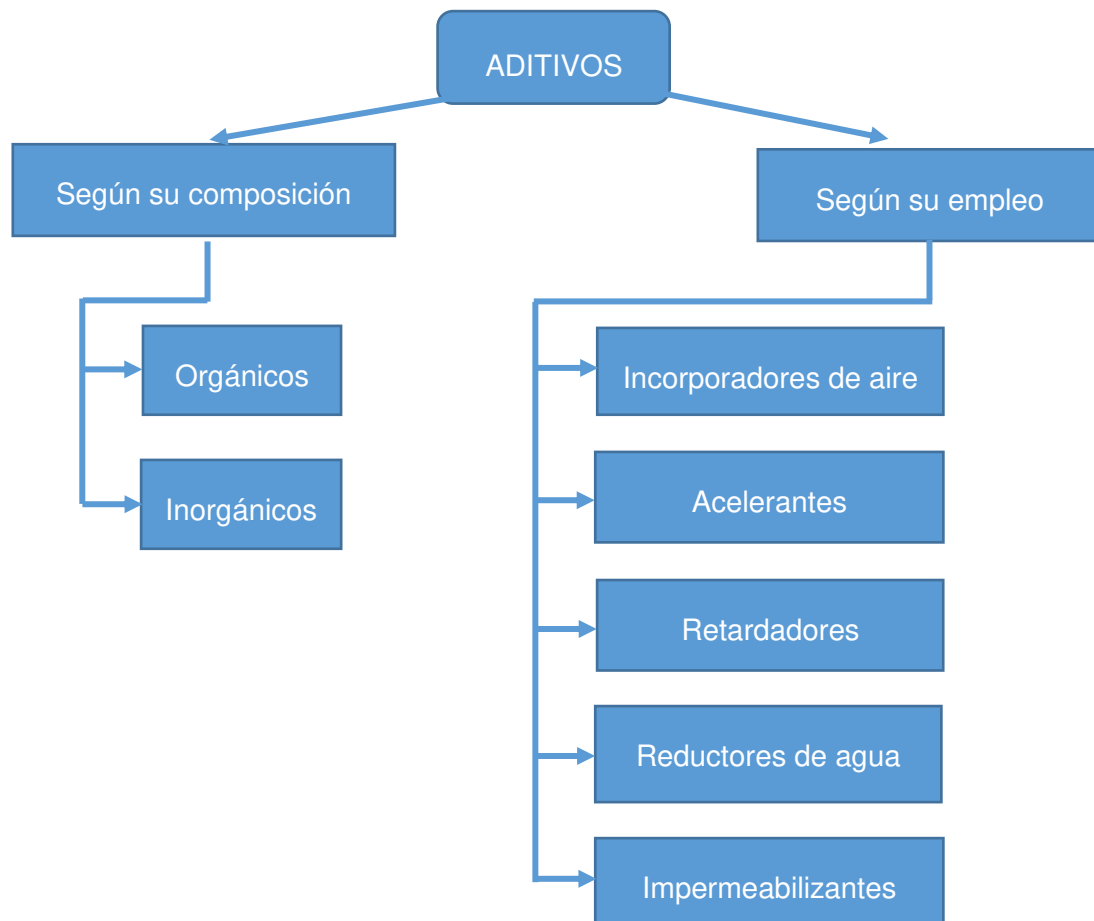 ADITIVOS
Según su composición
Según su empleo
Orgánicos
Inorgánicos
Incorporadores de aire
Acelerantes
Retardadores
Reductores de agua
Impermeabilizantes